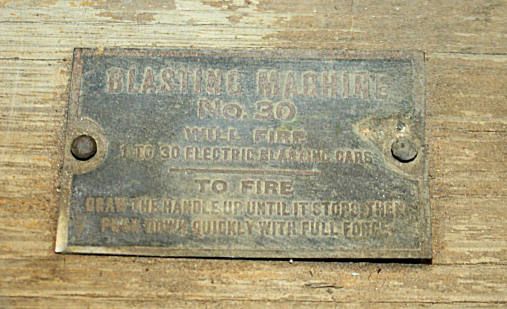 BLASTING MACHINE
No. 30
WILL FIRE
1 TO 30 ELECTRIC BLASTING CAPS
TO FIRE
DRAW THE HANDLE UP UNTIL IT STOPS THEN
PUSH DOWN QUICKLY WITH FULL FORCE